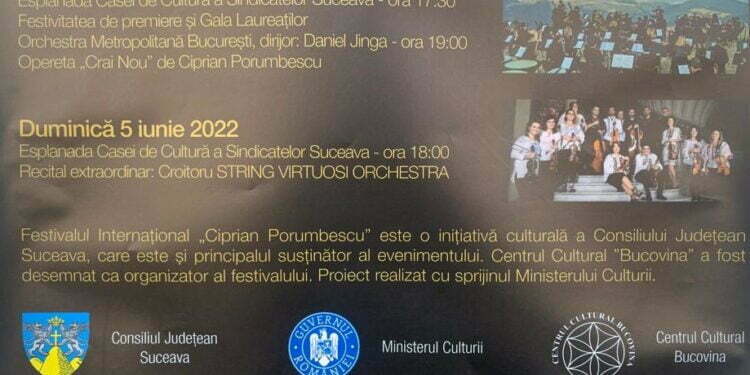 Esplanada Casei de Cultură a Sindicatelor Suceava - ora 17:30
Festivitatea de premiere și Gala Laureaților
Orchestra Metropolitană București, dirijor: Daniel Jinga - ora 19:00
Opereta „Crai Nou” de Ciprian Porumbescu
Duminică 5 iunie 2022
Esplanada Casei de Cultură a Sindicatelor Suceava - ora 18:00
Recital extraordinar: Croitoru STRING VIRTUOSI ORCHESTRA
Festivalul Internațional „Ciprian Porumbescu” este o inițiativă culturală a Consiliului Județean
Suceava, care este și principalul susținător al evenimentului. Centrul Cultural "Bucovina" a fost
desemnat ca organizator al festivalului. Proiect realizat cu sprijinul Ministerului Culturii.
Consiliul Județean
Suceava
GUVERNUL ROMÂNIEI
Ministerul Culturii
CENTRUL CULTURAL BUCOVINA
Centrul Cultural
Bucovina